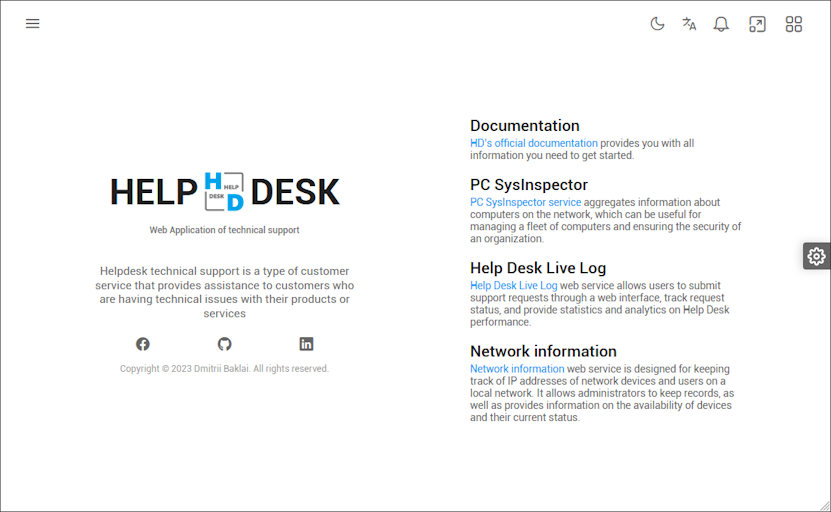 HELP
H
HELP
DESK
D
DESK
Web Application of technical support
Helpdesk technical support is a type of customer
service that provides assistance to customers who
are having technical issues with their products or
services
Copyright © 2023 Dmitrii Baklai. All rights reserved.
Documentation
HD's official documentation provides you with all
information you need to get started.
PC SysInspector
PC SysInspector service aggregates information about
computers on the network, which can be useful for
managing a fleet of computers and ensuring the security of
an organization.
Help Desk Live Log
Help Desk Live Log web service allows users to submit
support requests through a web interface, track request
status, and provide statistics and analytics on Help Desk
performance.
Network information
Network information web service is designed for keeping
track of IP addresses of network devices and users on a
local network. It allows administrators to keep records, as
well as provides information on the availability of devices
and their current status.